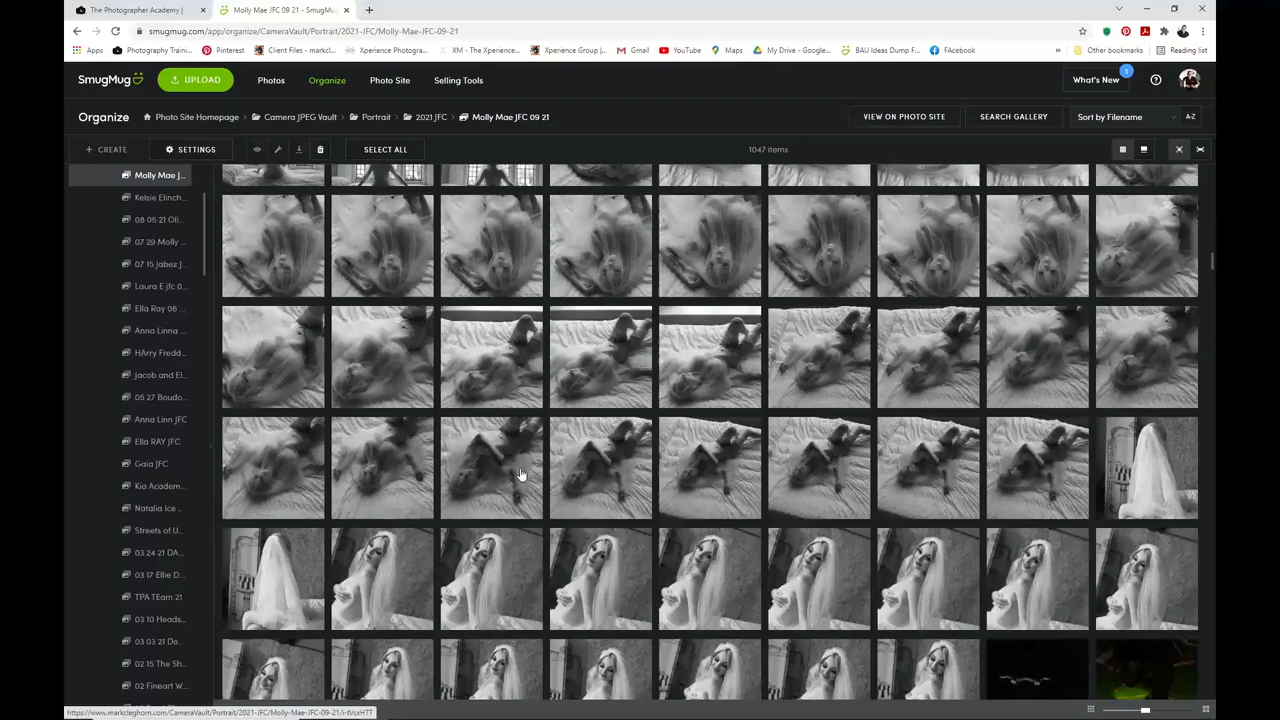 The Photographer Academy |
Molly Mae JFC 09 21 - SmugMu
smugmug.com/app/organize/CameraVault/Portrait/2021-JFC/Molly-Mae-JFC-09-21
Apps Photography Traini... Pinterest Client Files - markcl... Xperience Photogra... XM - The Xperience... Xperience Group |... Gmail YouTube Maps My Drive - Google... BAU Ideas Dump F... FAcebook » Other bookmarks Reading list
SmugMug UPLOAD Photos Organize Photo Site Selling Tools What's New 1
Organize Photo Site Homepage Camera JPEG Vault Portrait 2021 JFC Molly Mae JFC 09 21 VIEW ON PHOTO SITE SEARCH GALLERY Sort by Filename A-Z
+ CREATE SETTINGS SELECT ALL 1047 items
Molly Mae J...
Kelsie Elinch...
08 05 21 Oli...
07 29 Molly ...
07 15 Jabez J...
Laura E jfc 0...
Ella Ray 06 ...
Anna Linna ...
HArry Fredd...
Jacob and El...
05 27 Boudo...
Anna Linn JFC
Ella RAY JFC
Gaia JFC
Kia Academ...
Natalia Ice ...
Streets of U...
03 24 21 DA...
03 17 Ellie D...
TPA TEam 21
03 10 Heads...
03 03 21 Do...
02 15 The Sh...
02 Fineart W...
https://www.markcleghorn.com/CameraVault/Portrait/2021-JFC/Molly-Mae-JFC-09-21/i-tVcxH7T